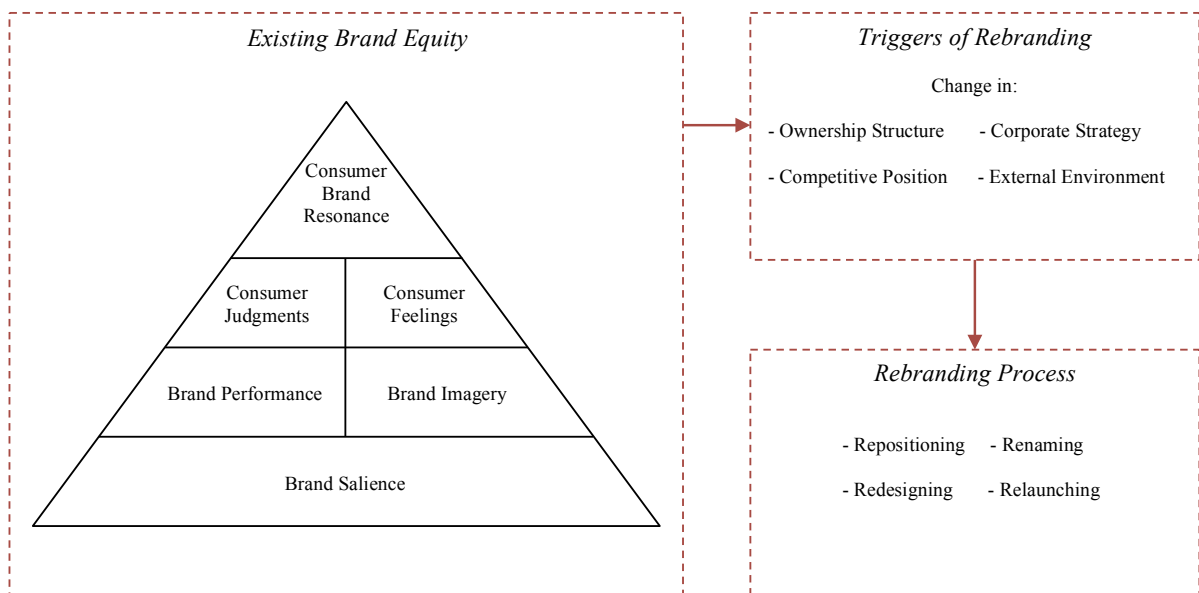 Existing Brand Equity
Consumer
Brand
Resonance
Consumer
Judgments
Consumer
Feelings
Brand Performance
Brand Imagery
Brand Salience
Triggers of Rebranding
Change in:
- Ownership Structure - Corporate Strategy
- Competitive Position - External Environment
Rebranding Process
- Repositioning - Renaming
- Redesigning - Relaunching